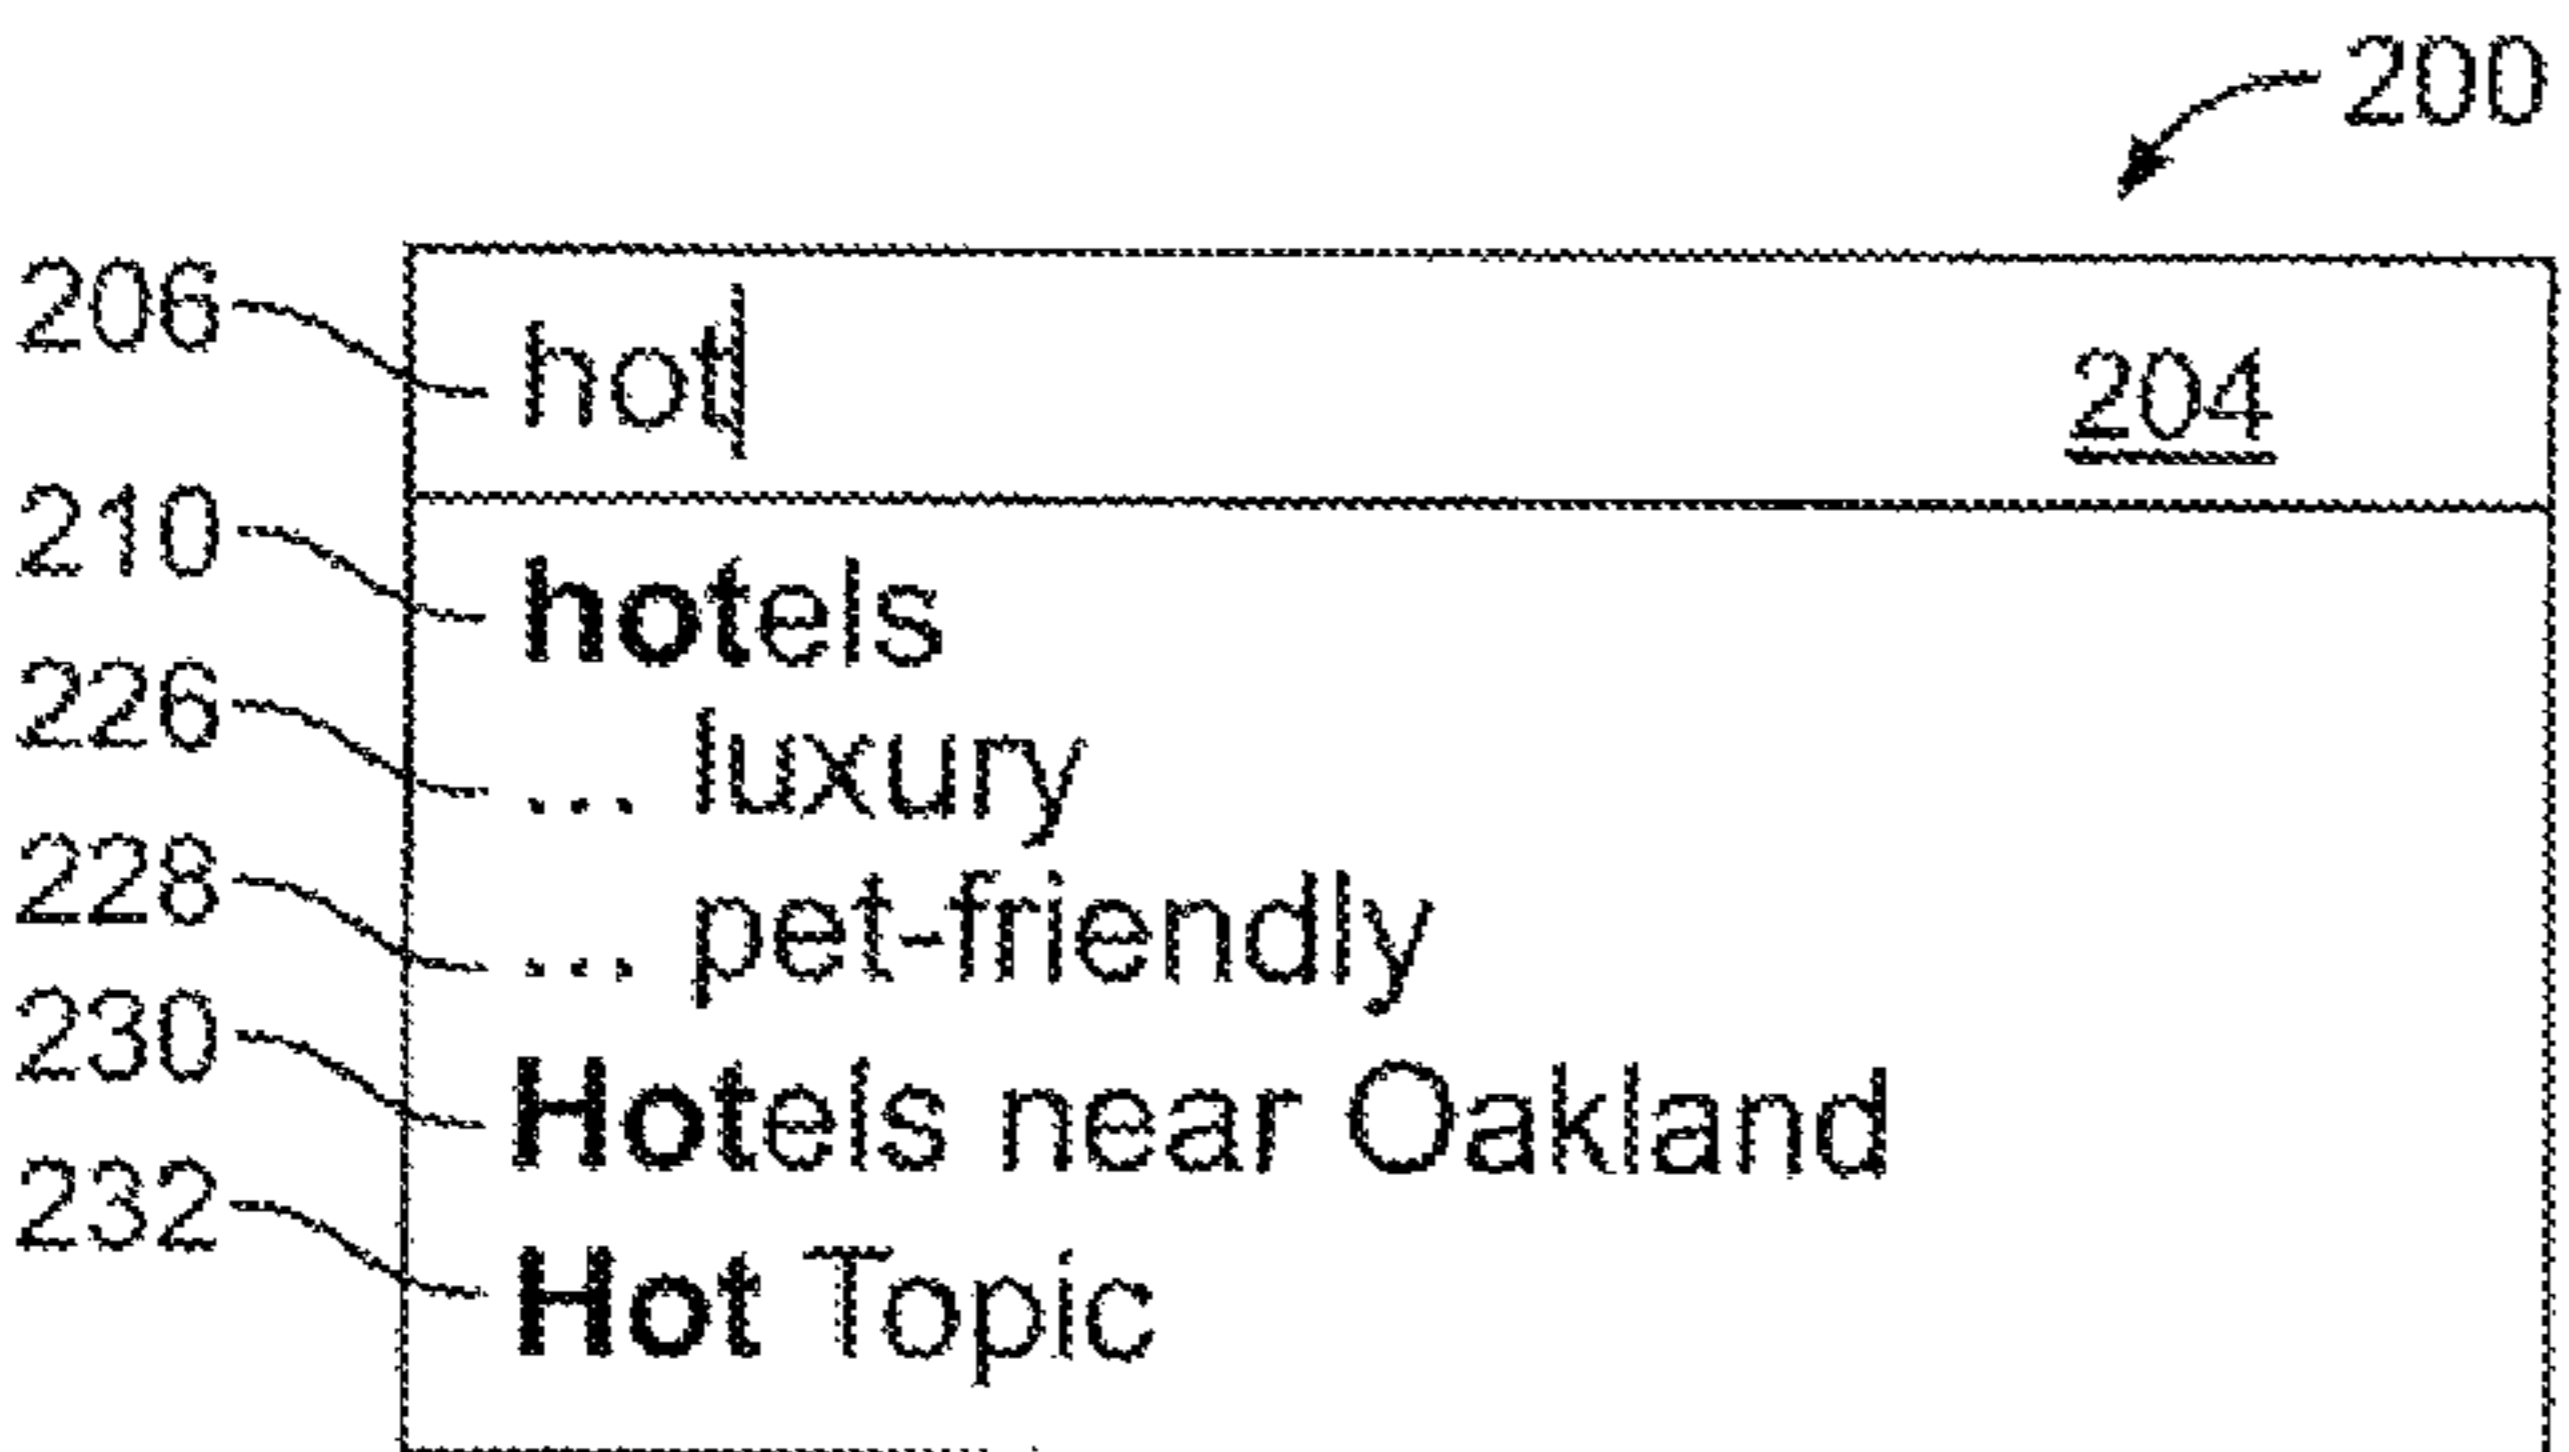 200
206 hot 204
210 hotels
226 ... luxury
228 ... pet-friendly
230 Hotels near Oakland
232 Hot Topic